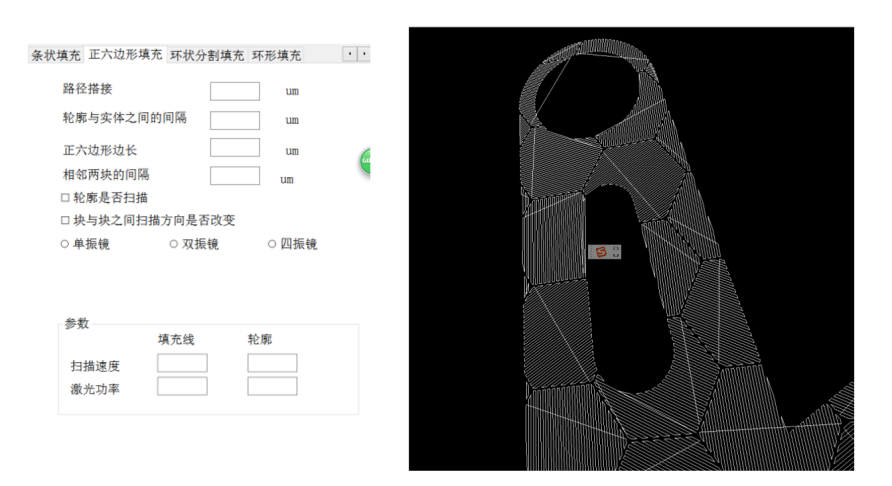 条状填充 正六边形填充 环状分割填充 环形填充
路径搭接 um
轮廓与实体之间的间隔 um
正六边形边长 um
相邻两块的间隔 um
轮廓是否扫描
块与块之间扫描方向是否改变
单振镜 双振镜 四振镜
参数
填充线 轮廓
扫描速度
激光功率